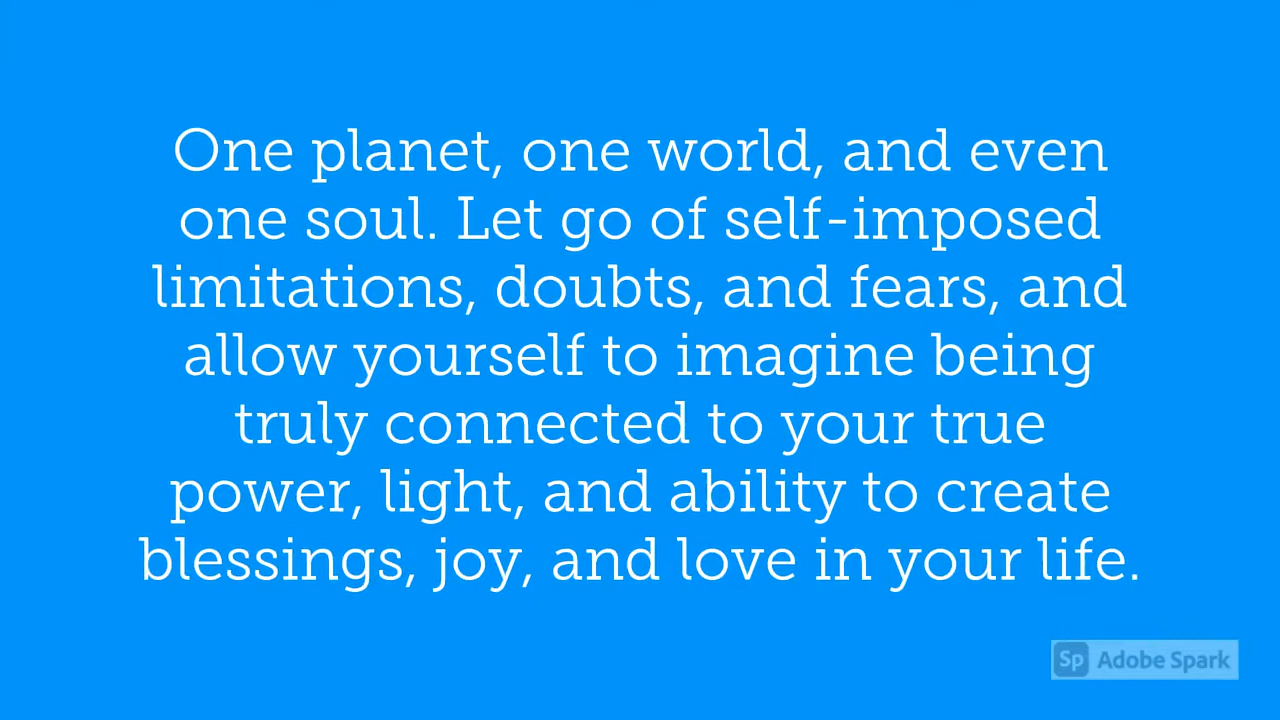 One planet, one world, and even
one soul. Let go of self-imposed
limitations, doubts, and fears, and
allow yourself to imagine being
truly connected to your true
power, light, and ability to create
blessings, joy, and love in your life.
Sp Adobe Spark